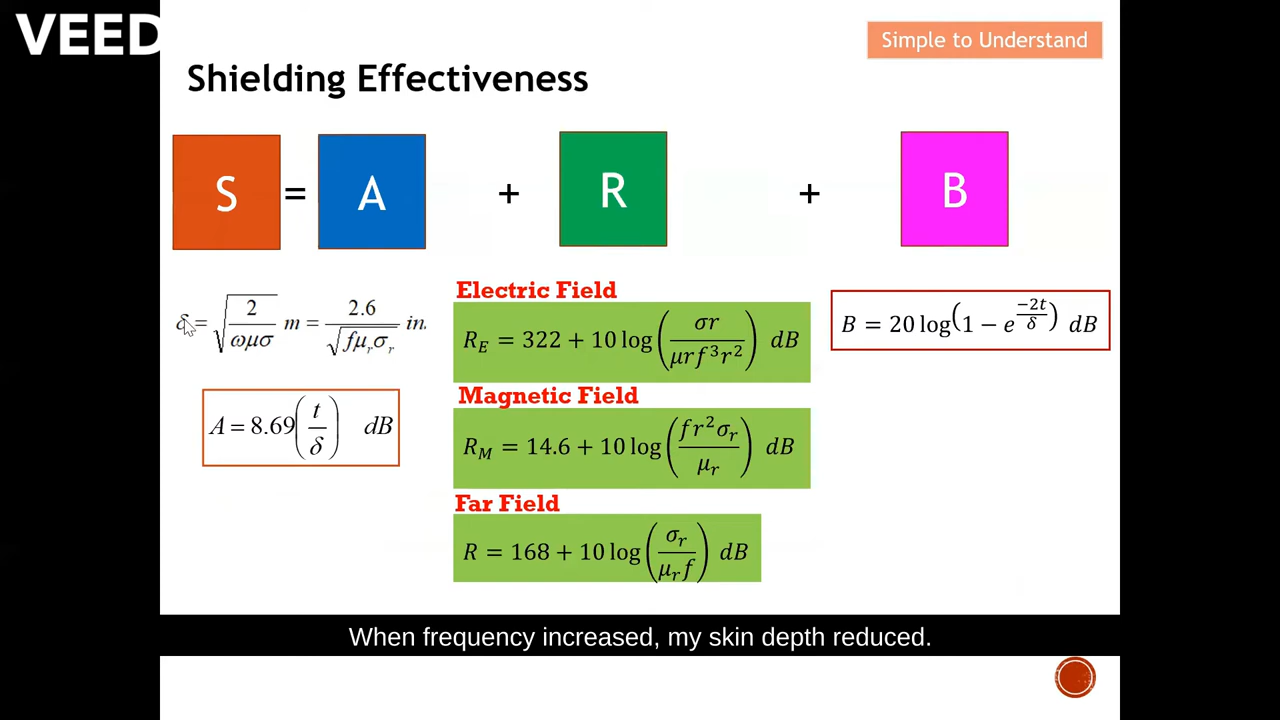 VEED
Simple to Understand
Shielding Effectiveness
S = A + R + B
δ = √(2/ωμσ) m = 2.6/√(fμᵣσᵣ) in.
A = 8.69(t/δ) dB
Electric Field
R_E = 322 + 10 log(σr/μrf³r²) dB
Magnetic Field
R_M = 14.6 + 10 log(fr²σᵣ/μᵣ) dB
Far Field
R = 168 + 10 log(σᵣ/μᵣf) dB
B = 20 log(1 − e^(−2t/δ)) dB
When frequency increased, my skin depth reduced.